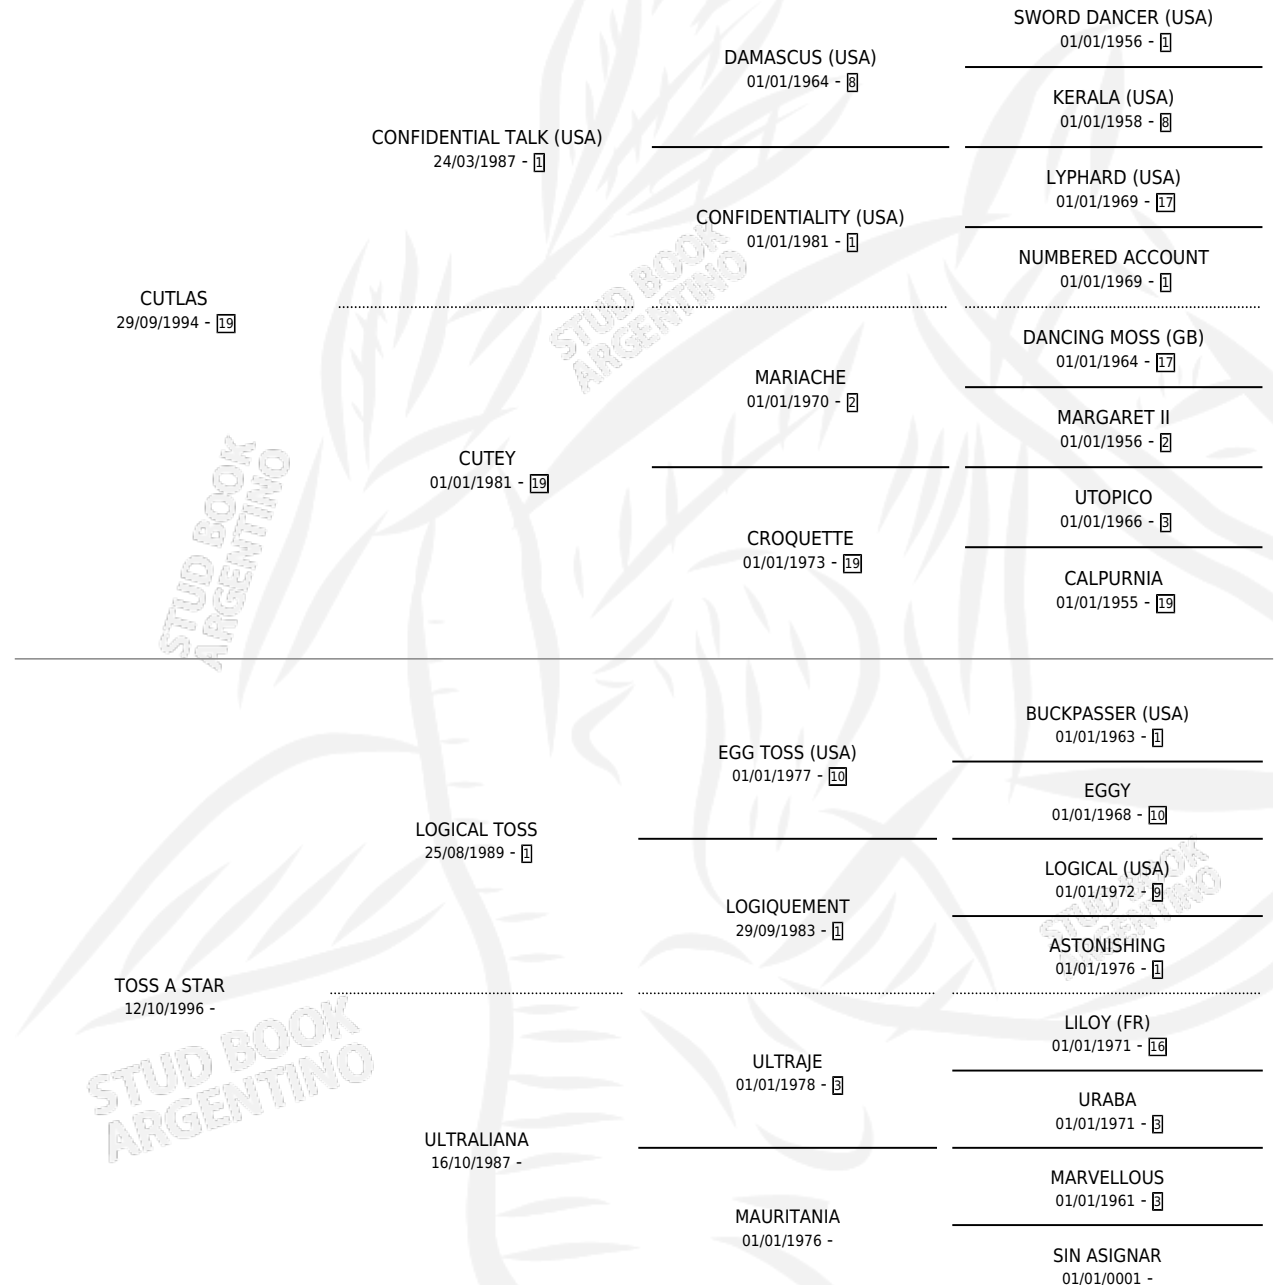 SWORD DANCER (USA)
01/01/1956 - 1
DAMASCUS (USA)
01/01/1964 - 8
KERALA (USA)
01/01/1958 - 8
CONFIDENTIAL TALK (USA)
24/03/1987 - 1
LYPHARD (USA)
01/01/1969 - 17
CONFIDENTIALITY (USA)
01/01/1981 - 1
NUMBERED ACCOUNT
01/01/1969 - 1
CUTLAS
29/09/1994 - 19
DANCING MOSS (GB)
01/01/1964 - 17
MARIACHE
01/01/1970 - 2
MARGARET II
01/01/1956 - 2
CUTEY
01/01/1981 - 19
UTOPICO
01/01/1966 - 3
CROQUETTE
01/01/1973 - 19
CALPURNIA
01/01/1955 - 19
BUCKPASSER (USA)
01/01/1963 - 1
EGG TOSS (USA)
01/01/1977 - 10
EGGY
01/01/1968 - 10
LOGICAL TOSS
25/08/1989 - 1
LOGICAL (USA)
01/01/1972 - 9
LOGIQUEMENT
29/09/1983 - 1
ASTONISHING
01/01/1976 - 1
TOSS A STAR
12/10/1996 -
LILOY (FR)
01/01/1971 - 16
ULTRAJE
01/01/1978 - 3
URABA
01/01/1971 - 3
ULTRALIANA
16/10/1987 -
MARVELLOUS
01/01/1961 - 3
MAURITANIA
01/01/1976 -
SIN ASIGNAR
01/01/0001 -
STUD BOOK
ARGENTINO
STUD BOOK
ARGENTINO
STUD BOOK
ARGENTINO
STUD BOOK
ARGENTINO